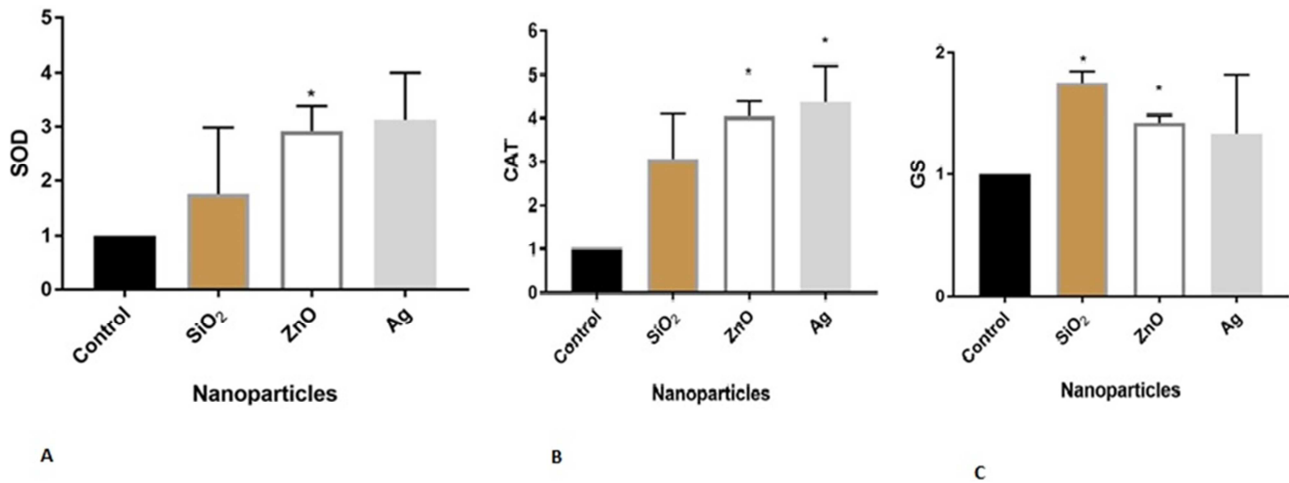 5
4
3
2
1
0
SOD
*
Control
SiO₂
ZnO
Ag
Nanoparticles
A
6
5
4
3
2
1
0
CAT
*
*
Control
SiO₂
ZnO
Ag
Nanoparticles
B
2
1
0
GS
*
*
Control
SiO₂
ZnO
Ag
Nanoparticles
C